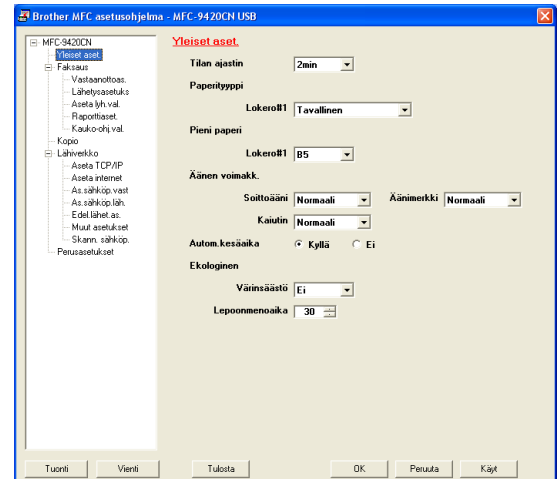 Brother MFC asetusohjelma - MFC-9420CN USB
MFC-9420CN
Yleiset aset.
Faksaus
Vastaanottoas.
Lähetysasetuks
Aseta lyh.val.
Raporttiaset.
Kauko-ohj.val.
Kopio
Lähiverkko
Aseta TCP/IP
Aseta internet
As.sähköp.vast
As.sähköp.läh.
Edel.lähet.as.
Muut asetukset
Skann. sähköp.
Perusasetukset
Yleiset aset.
Tilan ajastin 2min
Paperityyppi
Lokero#1 Tavallinen
Pieni paperi
Lokero#1 B5
Äänen voimakk.
Soittoääni Normaali Äänimerkki Normaali
Kaiutin Normaali
Autom.kesäaika Kyllä Ei
Ekologinen
Värinsäästö Ei
Lepoonmenoaika 30
Tuonti Vienti Tulosta OK Peruuta Käyt